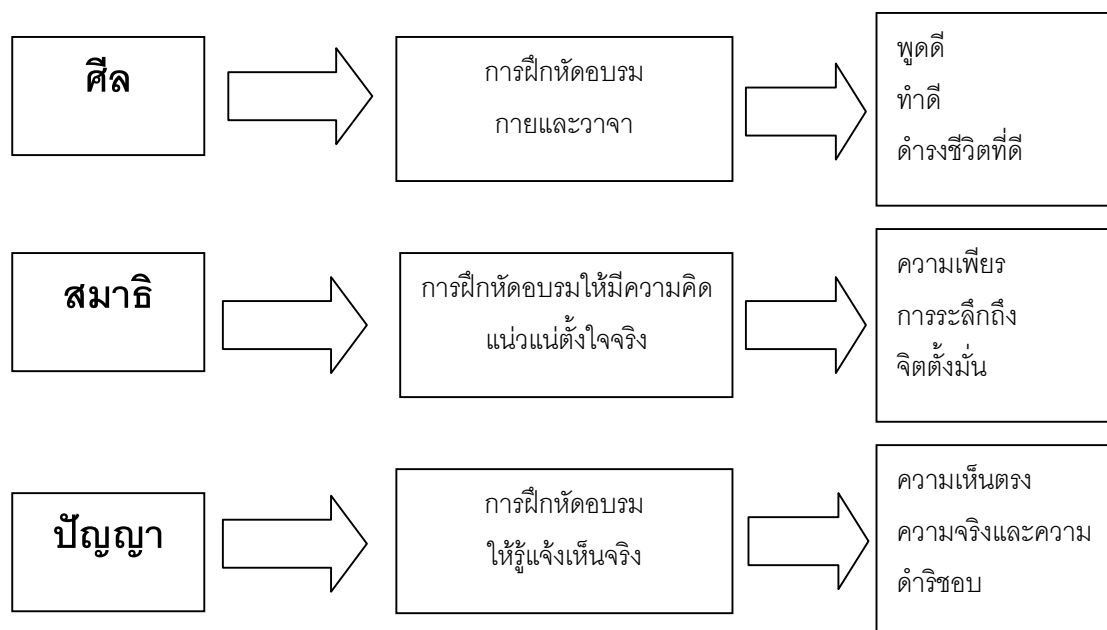 ศีล
การฝึกหัดอบรม
กายและวาจา
พูดดี
ทำดี
ดำรงชีวิตที่ดี
สมาธิ
การฝึกหัดอบรมให้มีความคิด
แน่วแน่ตั้งใจจริง
ความเพียร
การระลึกถึง
จิตตั้งมั่น
ปัญญา
การฝึกหัดอบรม
ให้รู้แจ้งเห็นจริง
ความเห็นตรง
ความจริงและความ
ดำริชอบ